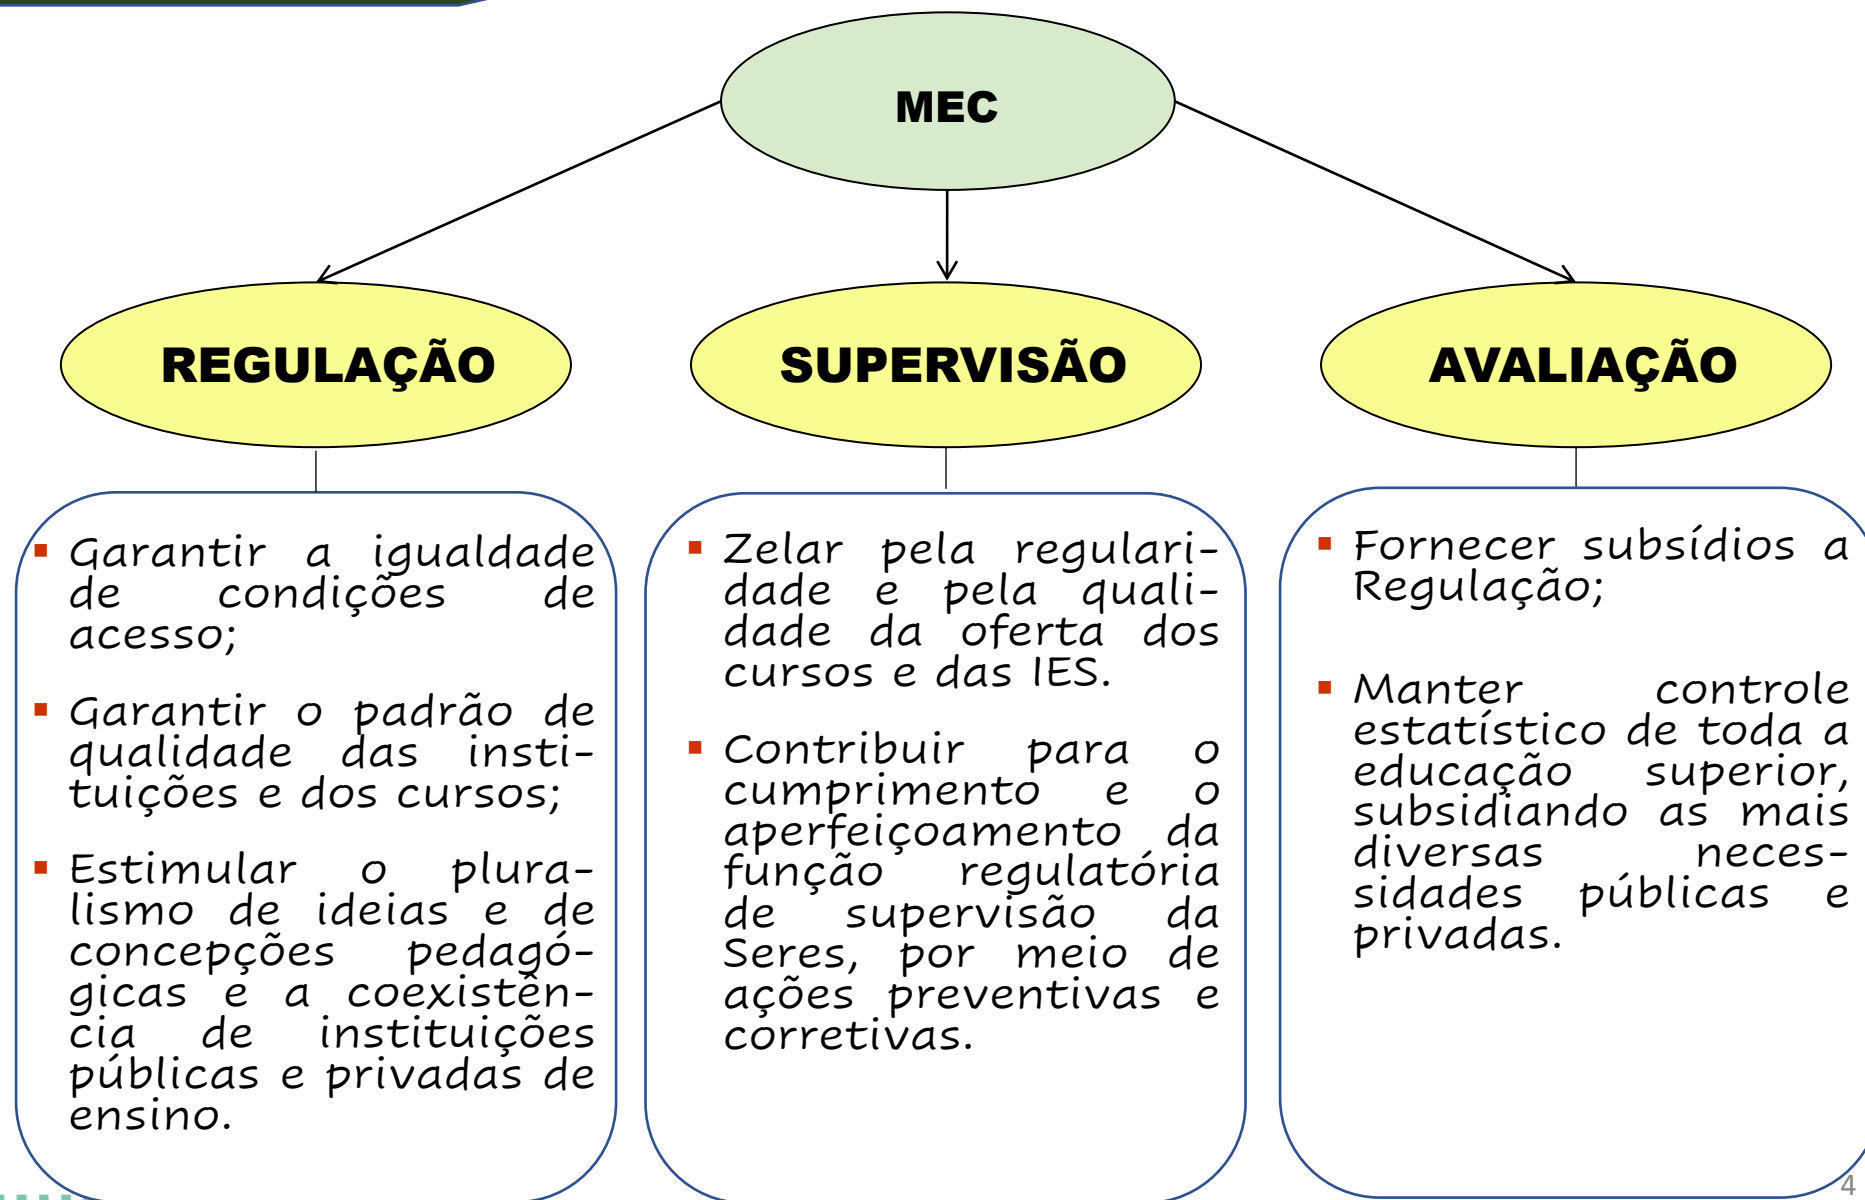 MEC
REGULAÇÃO
SUPERVISÃO
AVALIAÇÃO
▪ Garantir a igualdade
de condições de
acesso;
▪ Garantir o padrão de
qualidade das insti-
tuições e dos cursos;
▪ Estimular o plura-
lismo de ideias e de
concepções pedagó-
gicas e a coexistên-
cia de instituições
públicas e privadas de
ensino.
▪ Zelar pela regulari-
dade e pela quali-
dade da oferta dos
cursos e das IES.
▪ Contribuir para o
cumprimento e o
aperfeiçoamento da
função regulatória
de supervisão da
Seres, por meio de
ações preventivas e
corretivas.
▪ Fornecer subsídios a
Regulação;
▪ Manter controle
estatístico de toda a
educação superior,
subsidiando as mais
diversas neces-
sidades públicas e
privadas.
4